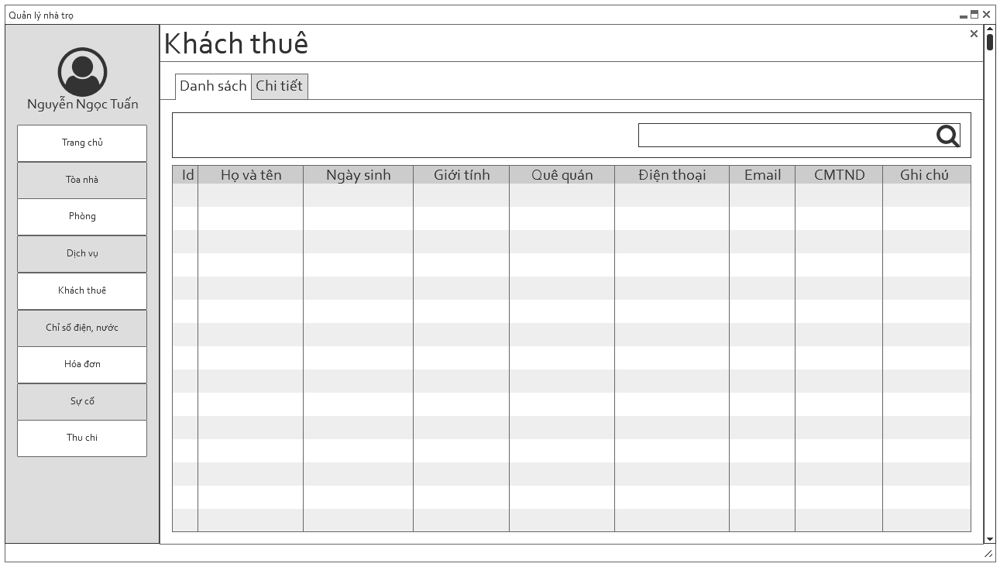 Quản lý nhà trọ
Khách thuê
Nguyễn Ngọc Tuấn
Trang chủ
Tòa nhà
Phòng
Dịch vụ
Khách thuê
Chỉ số điện, nước
Hóa đơn
Sự cố
Thu chi
Danh sách Chi tiết
Id Họ và tên Ngày sinh Giới tính Quê quán Điện thoại Email CMTND Ghi chú